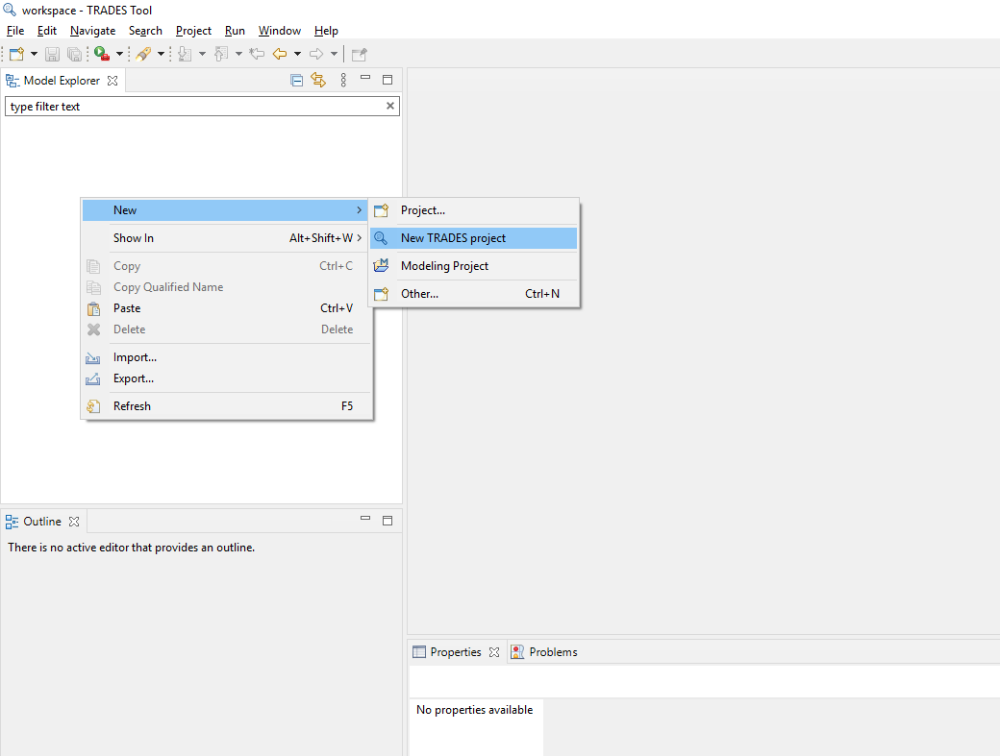 workspace - TRADES Tool
File Edit Navigate Search Project Run Window Help
Model Explorer
type filter text
New
Show In Alt+Shift+W
Copy Ctrl+C
Copy Qualified Name
Paste Ctrl+V
Delete Delete
Import...
Export...
Refresh F5
Project...
New TRADES project
Modeling Project
Other... Ctrl+N
Outline
There is no active editor that provides an outline.
Properties Problems
No properties available